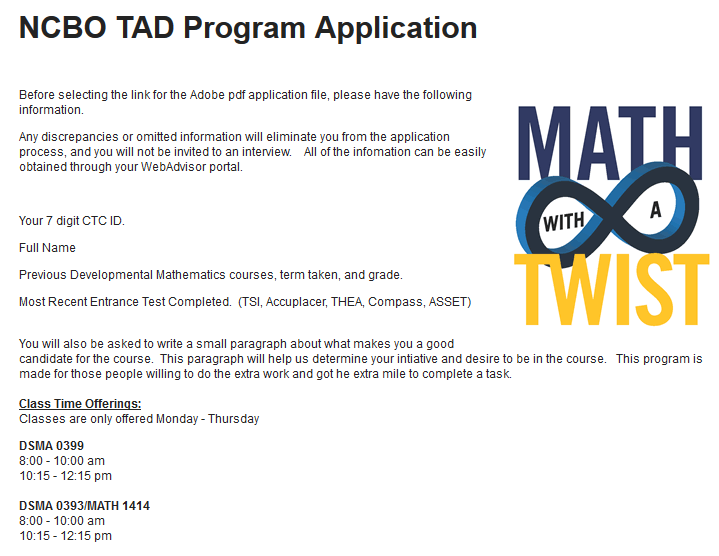 NCBO TAD Program Application
Before selecting the link for the Adobe pdf application file, please have the following
information.
Any discrepancies or omitted information will eliminate you from the application
process, and you will not be invited to an interview.    All of the infomation can be easily
obtained through your WebAdvisor portal.
MATH
WITH A
TWIST
Your 7 digit CTC ID.
Full Name
Previous Developmental Mathematics courses, term taken, and grade.
Most Recent Entrance Test Completed.  (TSI, Accuplacer, THEA, Compass, ASSET)
You will also be asked to write a small paragraph about what makes you a good
candidate for the course.  This paragraph will help us determine your intiative and desire to be in the course.   This program is
made for those people willing to do the extra work and got he extra mile to complete a task.
Class Time Offerings:
Classes are only offered Monday - Thursday
DSMA 0399
8:00 - 10:00 am
10:15 - 12:15 pm
DSMA 0393/MATH 1414
8:00 - 10:00 am
10:15 - 12:15 pm